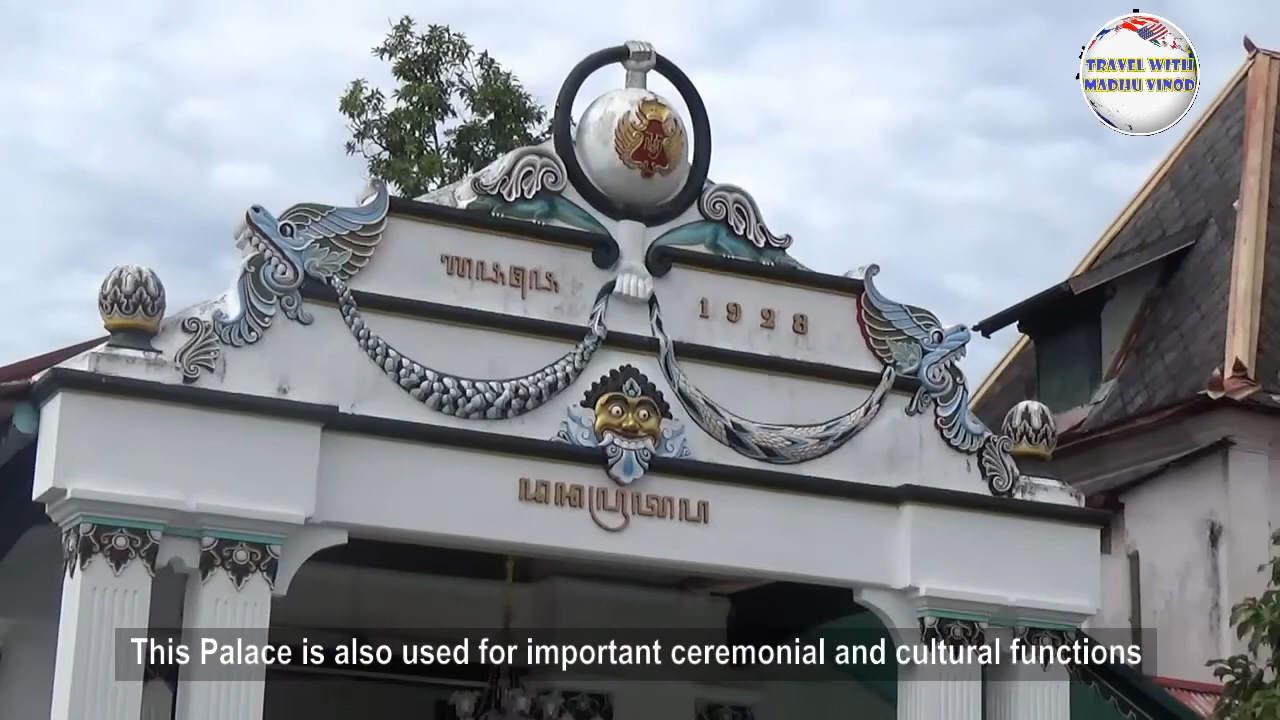 TRAVEL WITH
MADHU VINOD
1928
This Palace is also used for important ceremonial and cultural functions